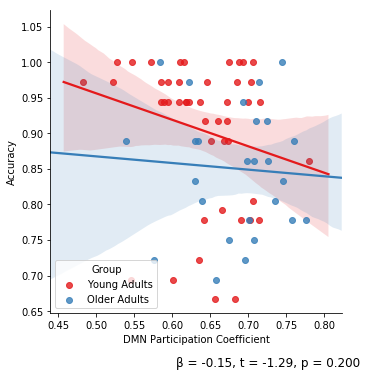 1.05
1.00
0.95
0.90
Accuracy
0.85
0.80
0.75
0.70
0.65
Group
Young Adults
Older Adults
0.45 0.50 0.55 0.60 0.65 0.70 0.75 0.80
DMN Participation Coefficient
β = -0.15, t = -1.29, p = 0.200